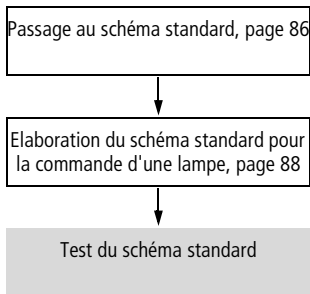 Passage au schéma standard, page 86
Elaboration du schéma standard pour
la commande d'une lampe, page 88
Test du schéma standard